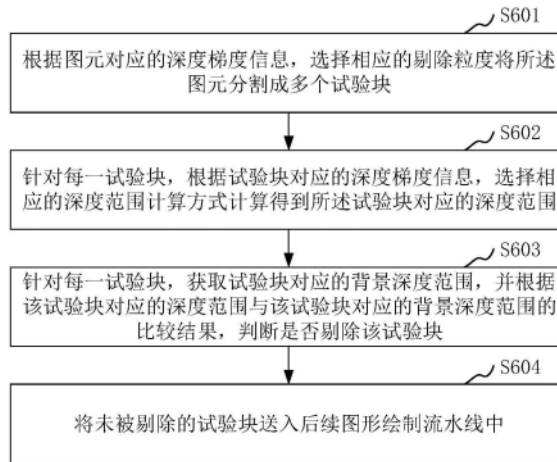 S601
根据图元对应的深度梯度信息，选择相应的剔除粒度将所述
图元分割成多个试验块
S602
针对每一试验块，根据试验块对应的深度梯度信息，选择相
应的深度范围计算方式计算得到所述试验块对应的深度范围
S603
针对每一试验块，获取试验块对应的背景深度范围，并根据
该试验块对应的深度范围与该试验块对应的背景深度范围的
比较结果，判断是否剔除该试验块
S604
将未被剔除的试验块送入后续图形绘制流水线中